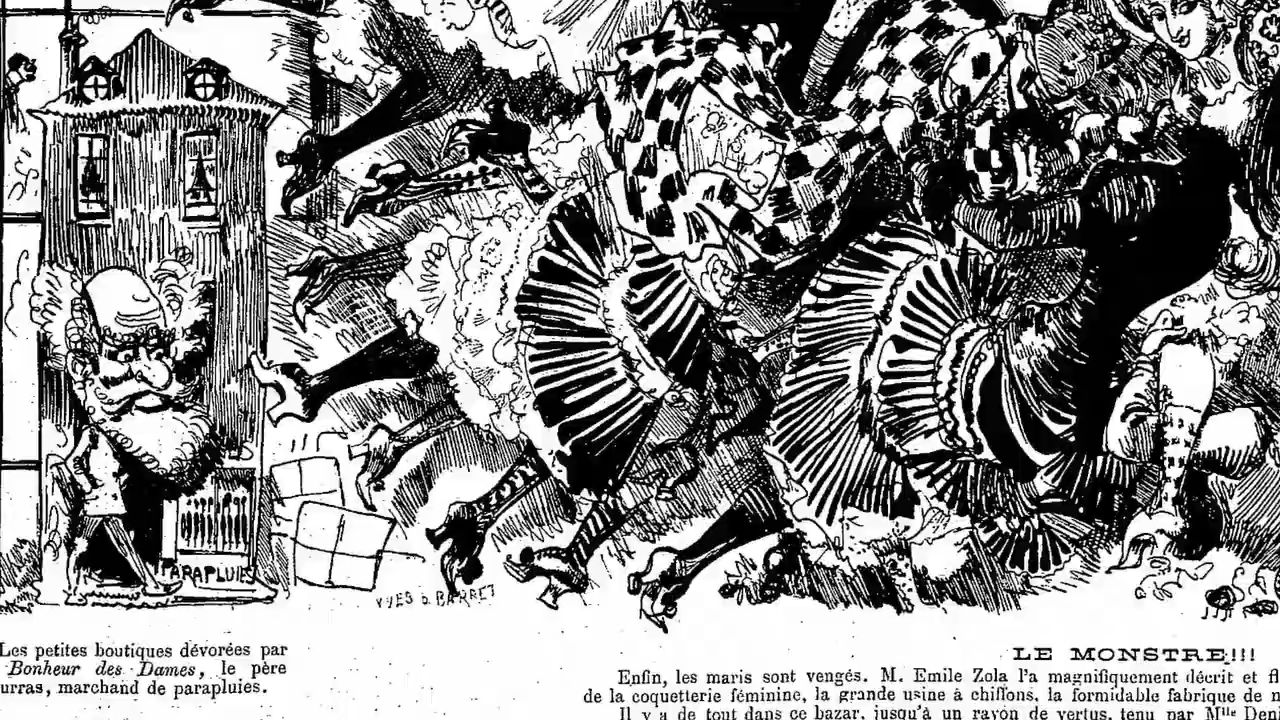 PARAPLUIES
YVES & BARRET
Les petites boutiques dévorées par
Bonheur des Dames, le père
urras, marchand de parapluies.
LE MONSTRE!!!
Enfin, les maris sont vengés. M. Emile Zola l'a magnifiquement décrit et fl
de la coquetterie féminine, la grande usine à chiffons, la formidable fabrique de n
Il y a de tout dans ce bazar, jusqu'à un rayon de vertus, tenu par Mlle Deni